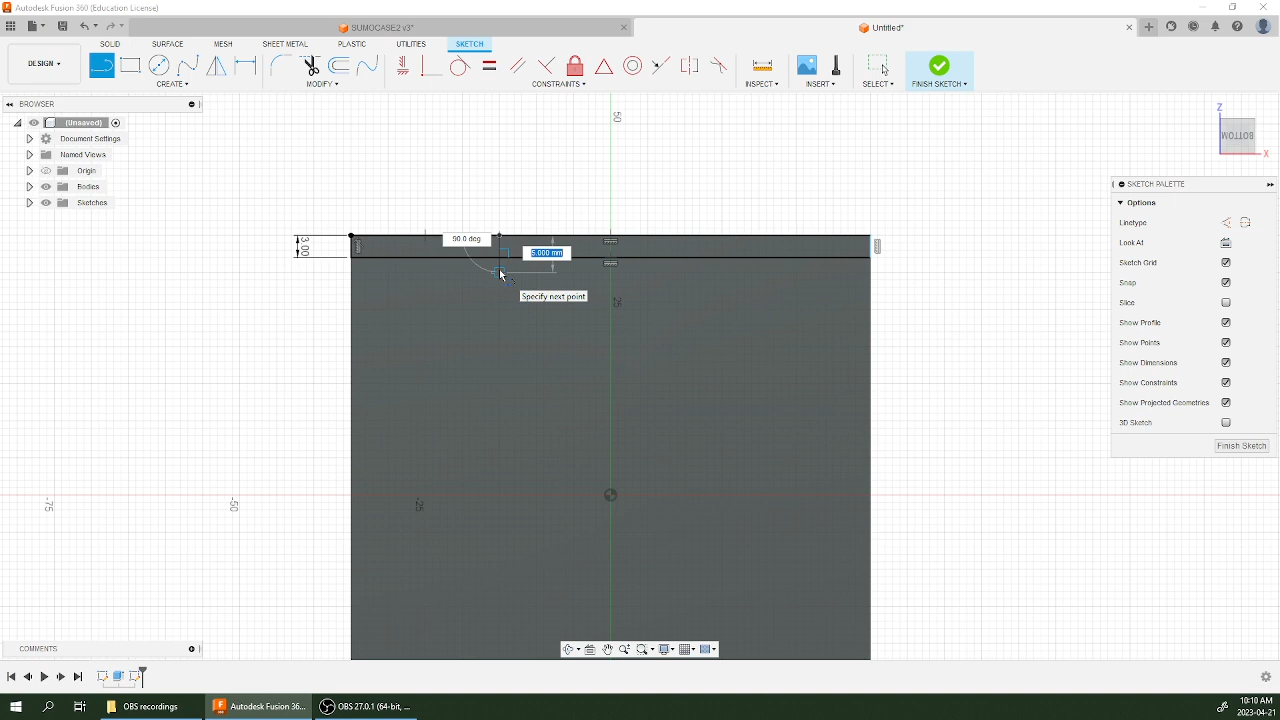 Autodesk Fusion 360 (Education License)
SUMOCASE2 v3*
Untitled*
SOLID
SURFACE
MESH
SHEET METAL
PLASTIC
UTILITIES
SKETCH
DESIGN
CREATE
MODIFY
CONSTRAINTS
INSPECT
INSERT
SELECT
FINISH SKETCH
BROWSER
(Unsaved)
Document Settings
Named Views
Origin
Bodies
Sketches
50
Z
BOTTOM
X
SKETCH PALETTE
Options
Linetype
Look At
Sketch Grid
Snap
Slice
Show Profile
Show Points
Show Dimensions
Show Constraints
Show Projected Geometries
3D Sketch
Finish Sketch
3.00
90.0 deg
5.000 mm
Specify next point
25
-75
-50
-25
COMMENTS
OBS recordings
Autodesk Fusion 36...
OBS 27.0.1 (64-bit, ...
10:10 AM
2023-04-21